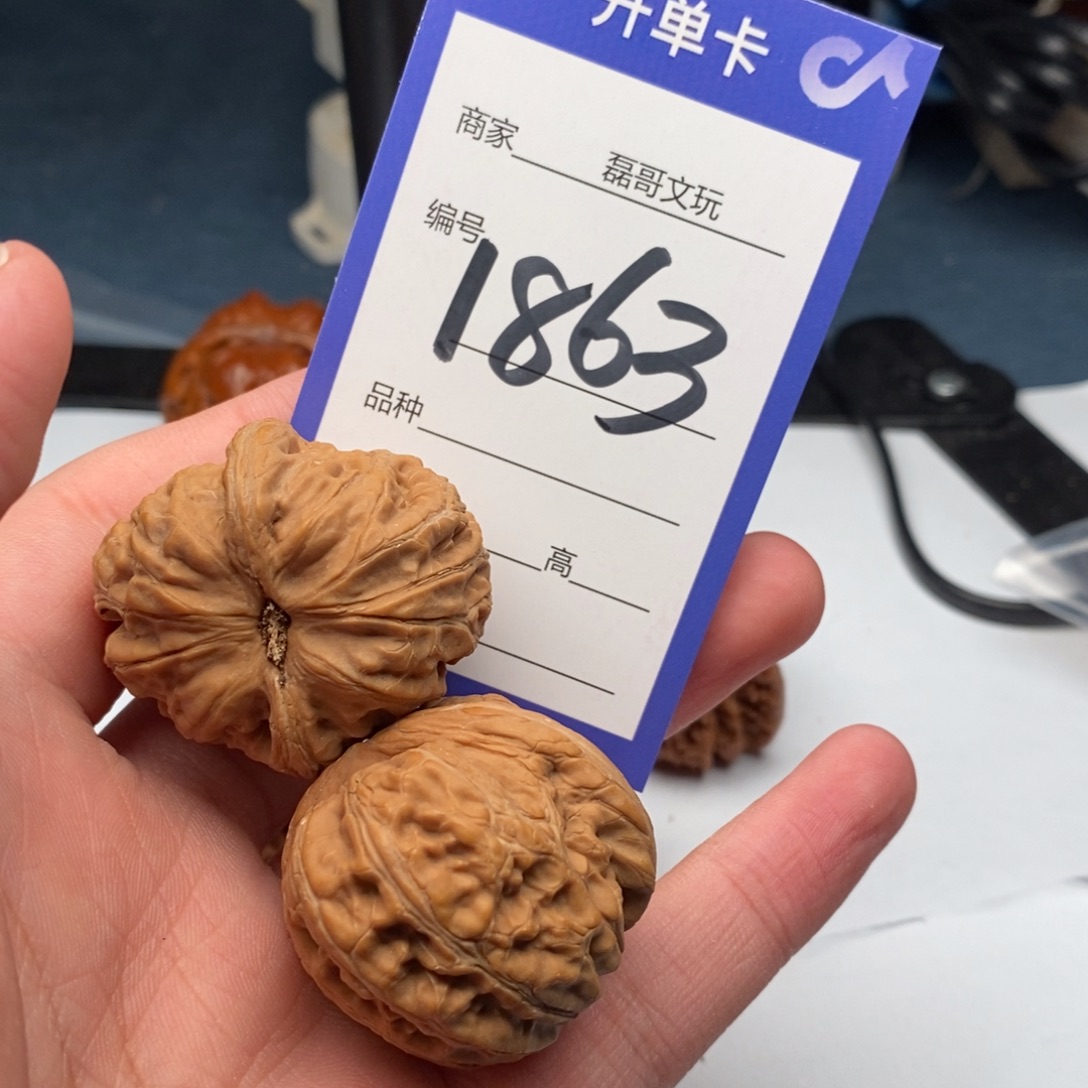 开单卡
商家 磊哥文玩
编号 1863
品种
高